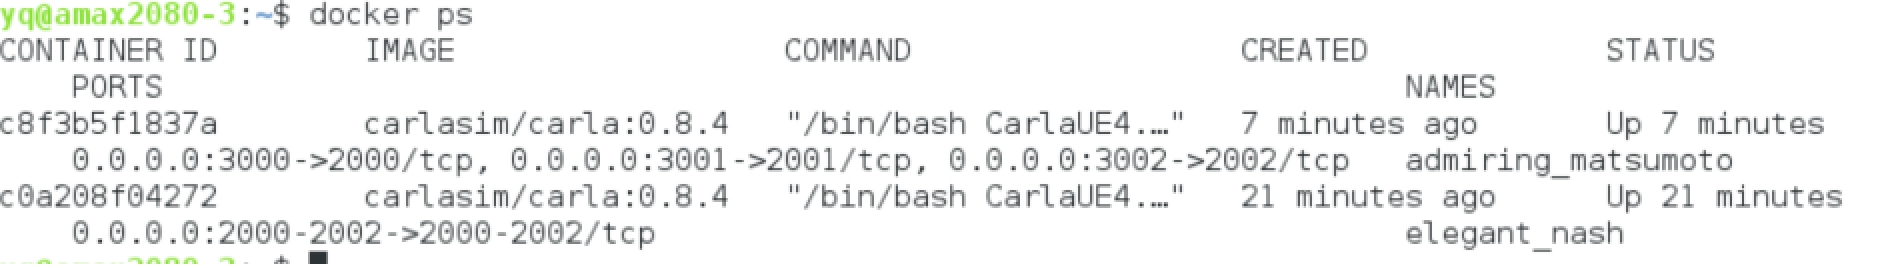 yq@amax2080-3:~$ docker ps
CONTAINER ID        IMAGE                  COMMAND                  CREATED             STATUS
    PORTS                                                                    NAMES
c8f3b5f1837a        carlasim/carla:0.8.4   "/bin/bash CarlaUE4.…"   7 minutes ago       Up 7 minutes
    0.0.0.0:3000->2000/tcp, 0.0.0.0:3001->2001/tcp, 0.0.0.0:3002->2002/tcp   admiring_matsumoto
c0a208f04272        carlasim/carla:0.8.4   "/bin/bash CarlaUE4.…"   21 minutes ago      Up 21 minutes
    0.0.0.0:2000-2002->2000-2002/tcp                                         elegant_nash
yq@amax2080-3:~$